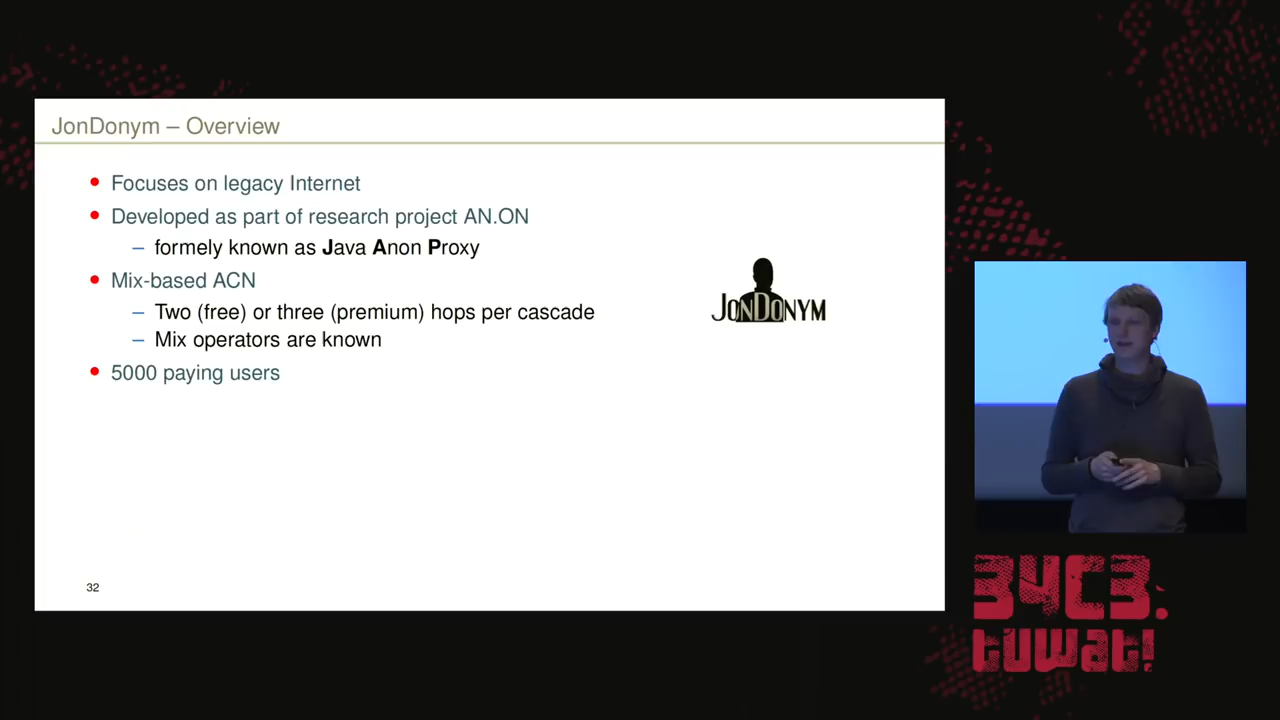 JonDonym – Overview
Focuses on legacy Internet
Developed as part of research project AN.ON
– formely known as Java Anon Proxy
Mix-based ACN
– Two (free) or three (premium) hops per cascade
– Mix operators are known
5000 paying users
JONDONYM
32
34C3.
tuwat!